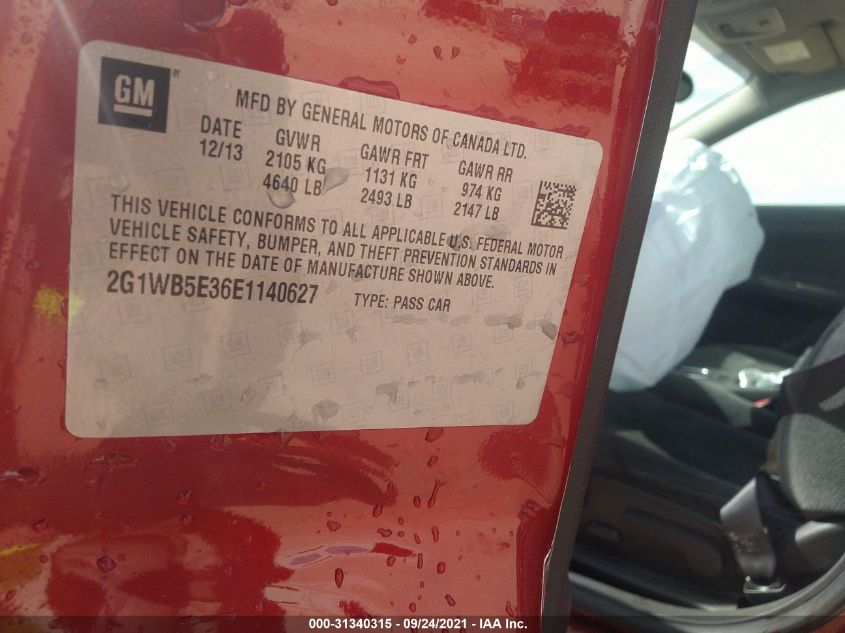 GM
MFD BY GENERAL MOTORS OF CANADA LTD.
DATE GVWR GAWR FRT GAWR RR
12/13 2105 KG 1131 KG 974 KG
4640 LB 2493 LB 2147 LB
THIS VEHICLE CONFORMS TO ALL APPLICABLE U.S. FEDERAL MOTOR
VEHICLE SAFETY, BUMPER, AND THEFT PREVENTION STANDARDS IN
EFFECT ON THE DATE OF MANUFACTURE SHOWN ABOVE.
2G1WB5E36E1140627 TYPE: PASS CAR
000-31340315 / 09/24/2021 - IAA Inc.